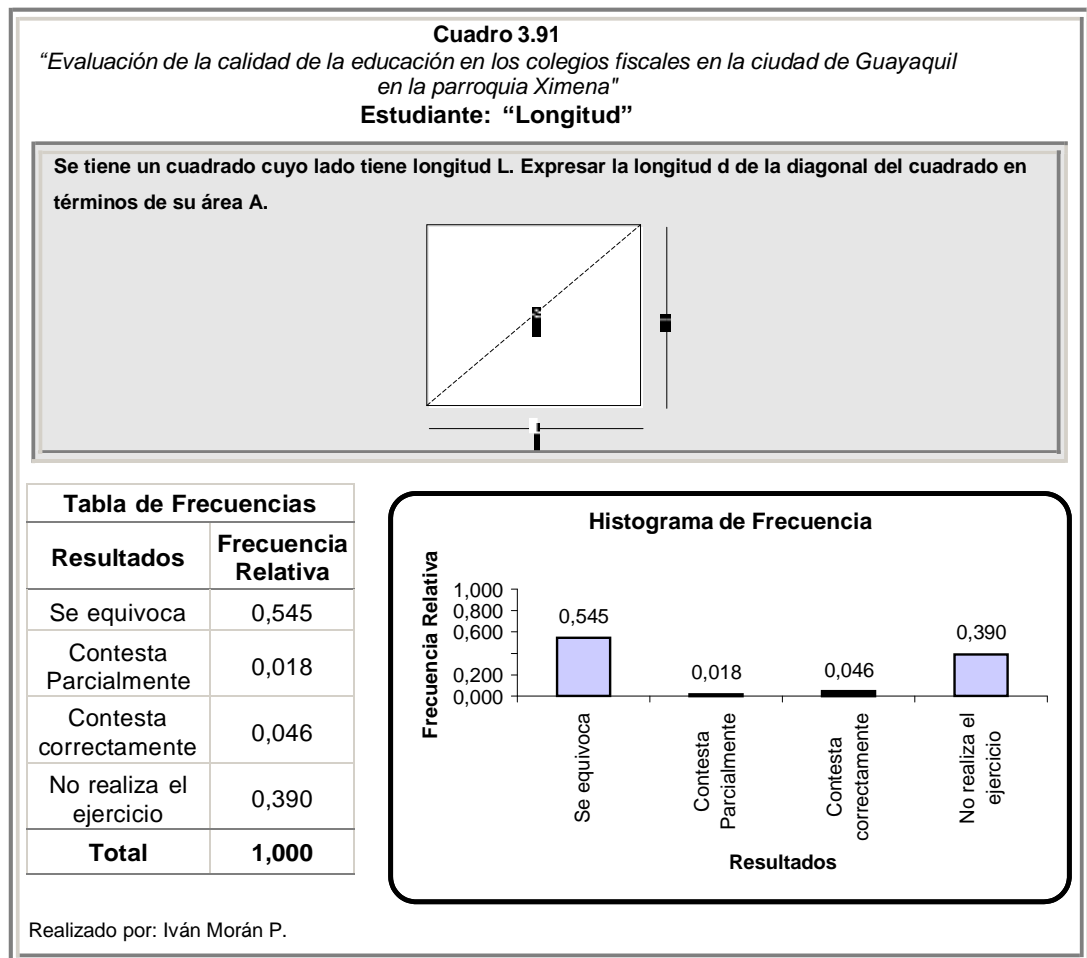 Cuadro 3.91
“Evaluación de la calidad de la educación en los colegios fiscales en la ciudad de Guayaquil
en la parroquia Ximena"
Estudiante: “Longitud”
Se tiene un cuadrado cuyo lado tiene longitud L. Expresar la longitud d de la diagonal del cuadrado en
términos de su área A.
Tabla de Frecuencias
Resultados
Frecuencia
Relativa
Se equivoca
0,545
Contesta
Parcialmente
0,018
Contesta
correctamente
0,046
No realiza el
ejercicio
0,390
Total
1,000
Histograma de Frecuencia
Frecuencia Relativa
1,000
0,800
0,600
0,200
0,000
0,545
0,018
0,046
0,390
Se equivoca
Contesta
Parcialmente
Contesta
correctamente
No realiza el
ejercicio
Resultados
Realizado por: Iván Morán P.